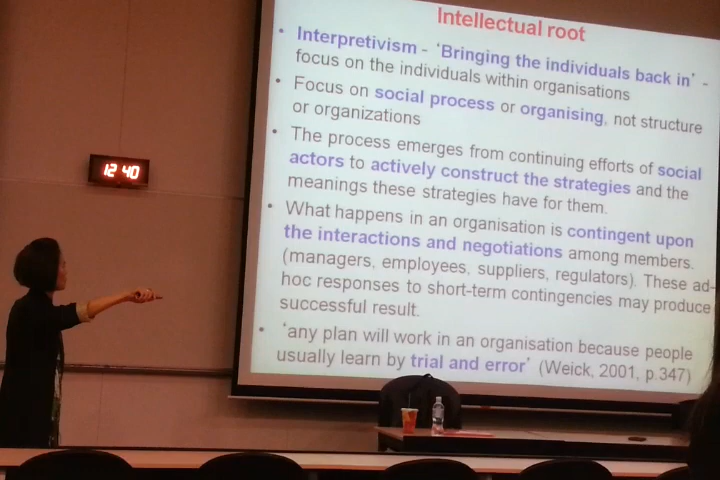 12 40
Intellectual root
• Interpretivism - 'Bringing the individuals back in' -
focus on the individuals within organisations
• Focus on social process or organising, not structure
or organizations
• The process emerges from continuing efforts of social
actors to actively construct the strategies and the
meanings these strategies have for them.
• What happens in an organisation is contingent upon
the interactions and negotiations among members.
(managers, employees, suppliers, regulators). These ad-
hoc responses to short-term contingencies may produce
successful result.
• 'any plan will work in an organisation because people
usually learn by trial and error' (Weick, 2001, p.347)